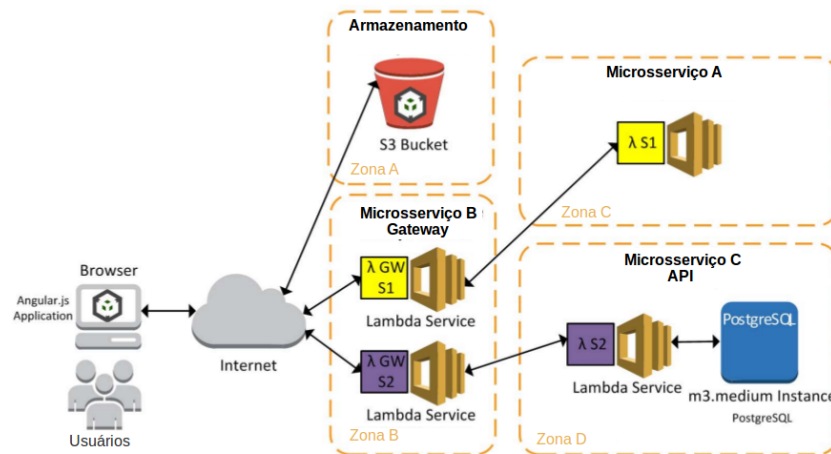 Armazenamento
S3 Bucket
Zona A
Microsserviço A
λ S1
Zona C
Microsserviço B
Gateway
λ GW
S1
Lambda Service
λ GW
S2
Lambda Service
Zona B
Microsserviço C
API
λ S2
Lambda Service
PostgreSQL
m3.medium Instance
PostgreSQL
Zona D
Browser
Angular.js
Application
Internet
Usuários